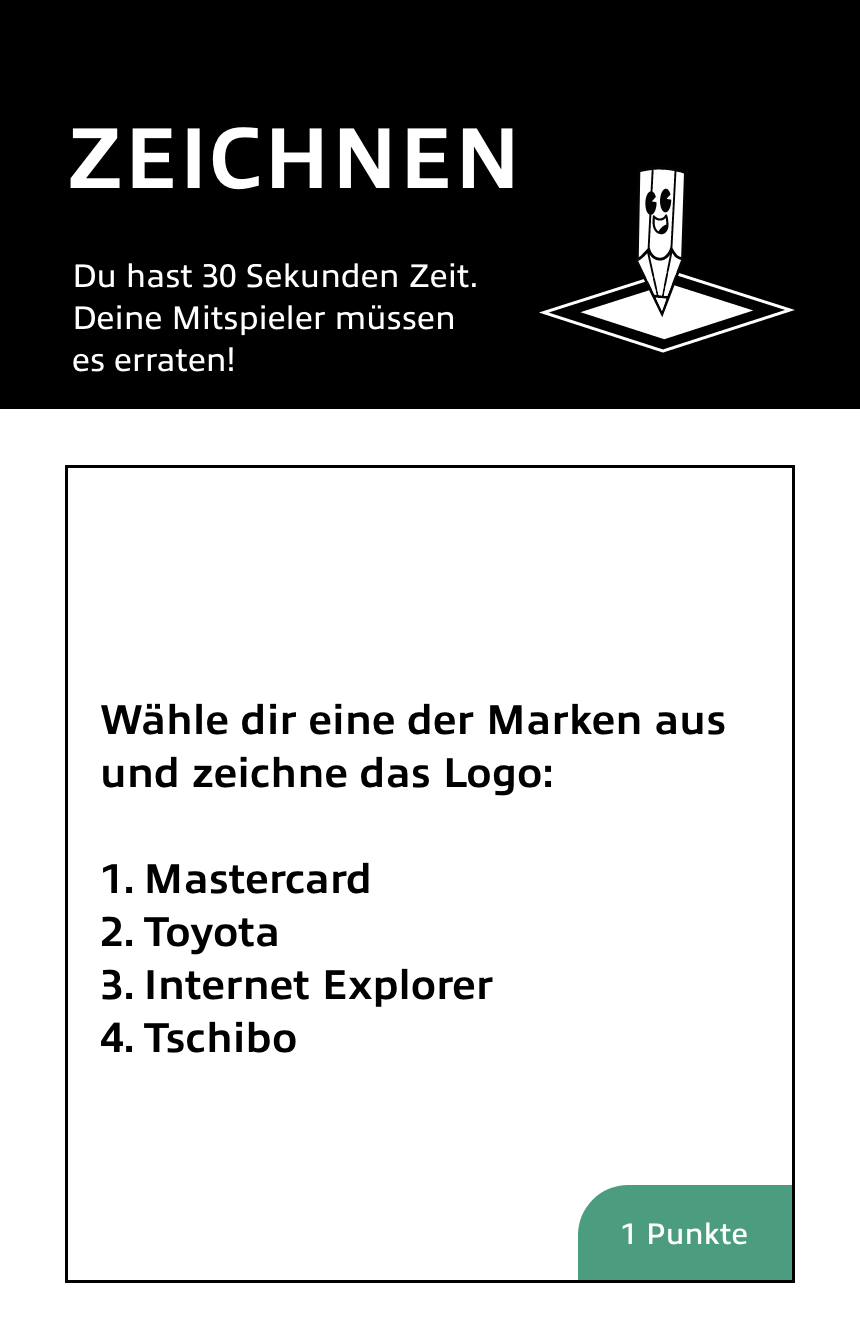 ZEICHNEN
Du hast 30 Sekunden Zeit.
Deine Mitspieler müssen
es erraten!
Wähle dir eine der Marken aus
und zeichne das Logo:
1. Mastercard
2. Toyota
3. Internet Explorer
4. Tschibo
1 Punkte